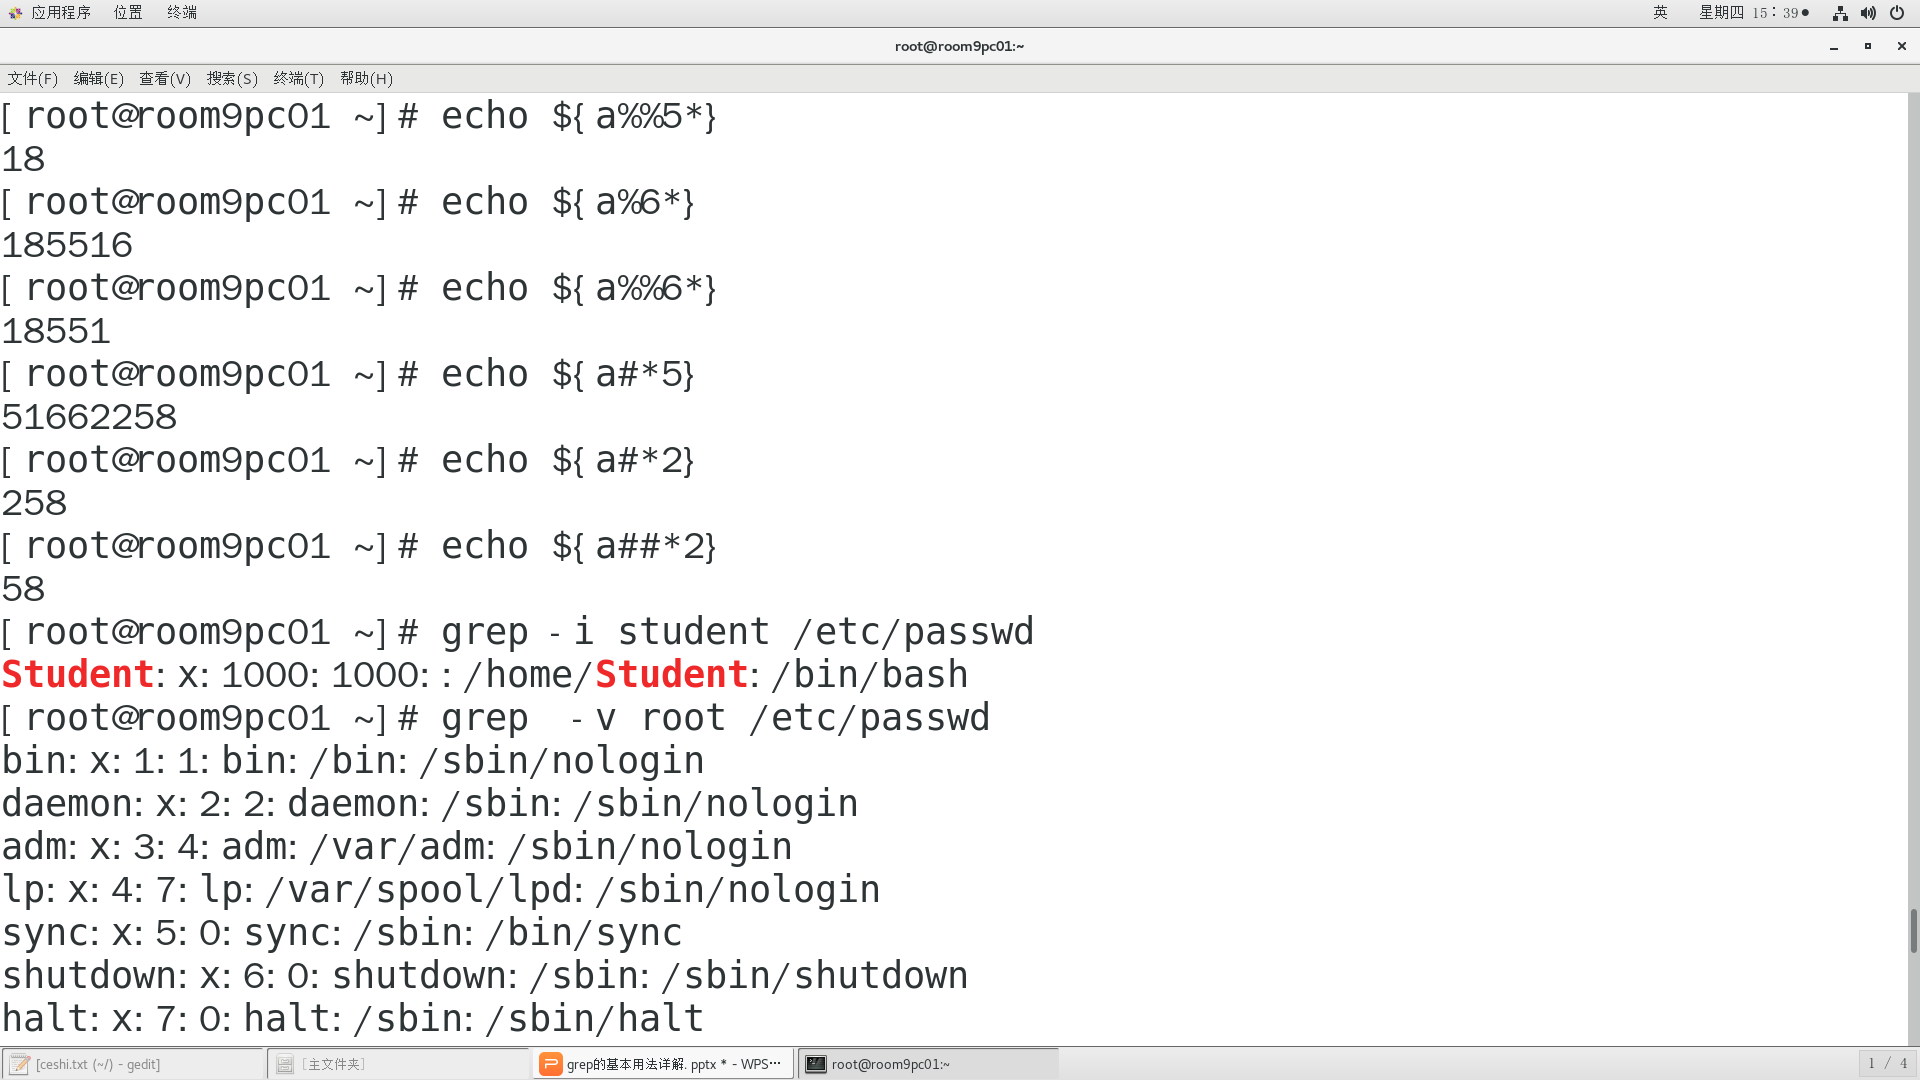 应用程序 位置 终端 英 星期四 15：39●
root@room9pc01:~
文件(F) 编辑(E) 查看(V) 搜索(S) 终端(T) 帮助(H)
[root@room9pc01 ~]# echo ${a%%5*}
18
[root@room9pc01 ~]# echo ${a%6*}
185516
[root@room9pc01 ~]# echo ${a%%6*}
18551
[root@room9pc01 ~]# echo ${a#*5}
51662258
[root@room9pc01 ~]# echo ${a#*2}
258
[root@room9pc01 ~]# echo ${a##*2}
58
[root@room9pc01 ~]# grep -i student /etc/passwd
Student:x:1000:1000::/home/Student:/bin/bash
[root@room9pc01 ~]# grep  -v root /etc/passwd
bin:x:1:1:bin:/bin:/sbin/nologin
daemon:x:2:2:daemon:/sbin:/sbin/nologin
adm:x:3:4:adm:/var/adm:/sbin/nologin
lp:x:4:7:lp:/var/spool/lpd:/sbin/nologin
sync:x:5:0:sync:/sbin:/bin/sync
shutdown:x:6:0:shutdown:/sbin:/sbin/shutdown
halt:x:7:0:halt:/sbin:/sbin/halt
[ceshi.txt (~/) - gedit] [主文件夹] grep的基本用法详解.pptx * - WPS… root@room9pc01:~ 1 / 4